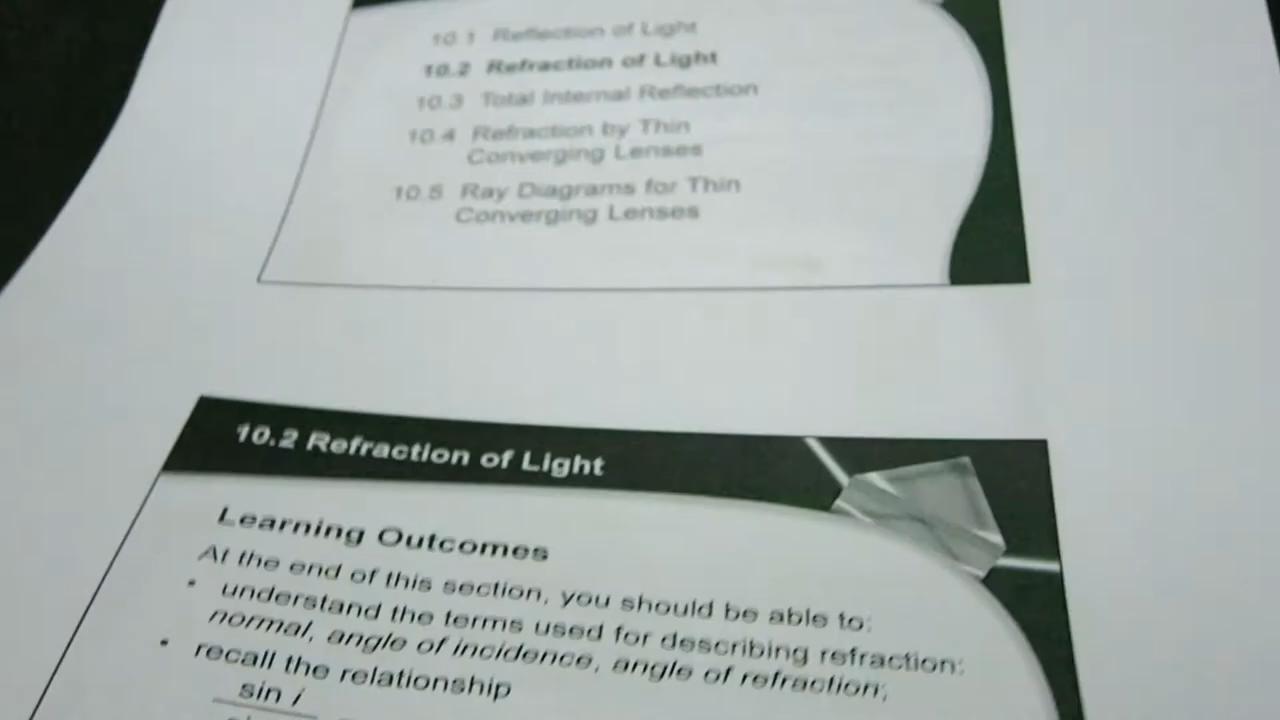 10.1 Reflection of Light
10.2 Refraction of Light
10.3 Total Internal Reflection
10.4 Refraction by Thin
Converging Lenses
10.5 Ray Diagrams for Thin
Converging Lenses
10.2 Refraction of Light
Learning Outcomes
At the end of this section, you should be able to:
• understand the terms used for describing refraction:
normal, angle of incidence, angle of refraction;
• recall the relationship
sin i